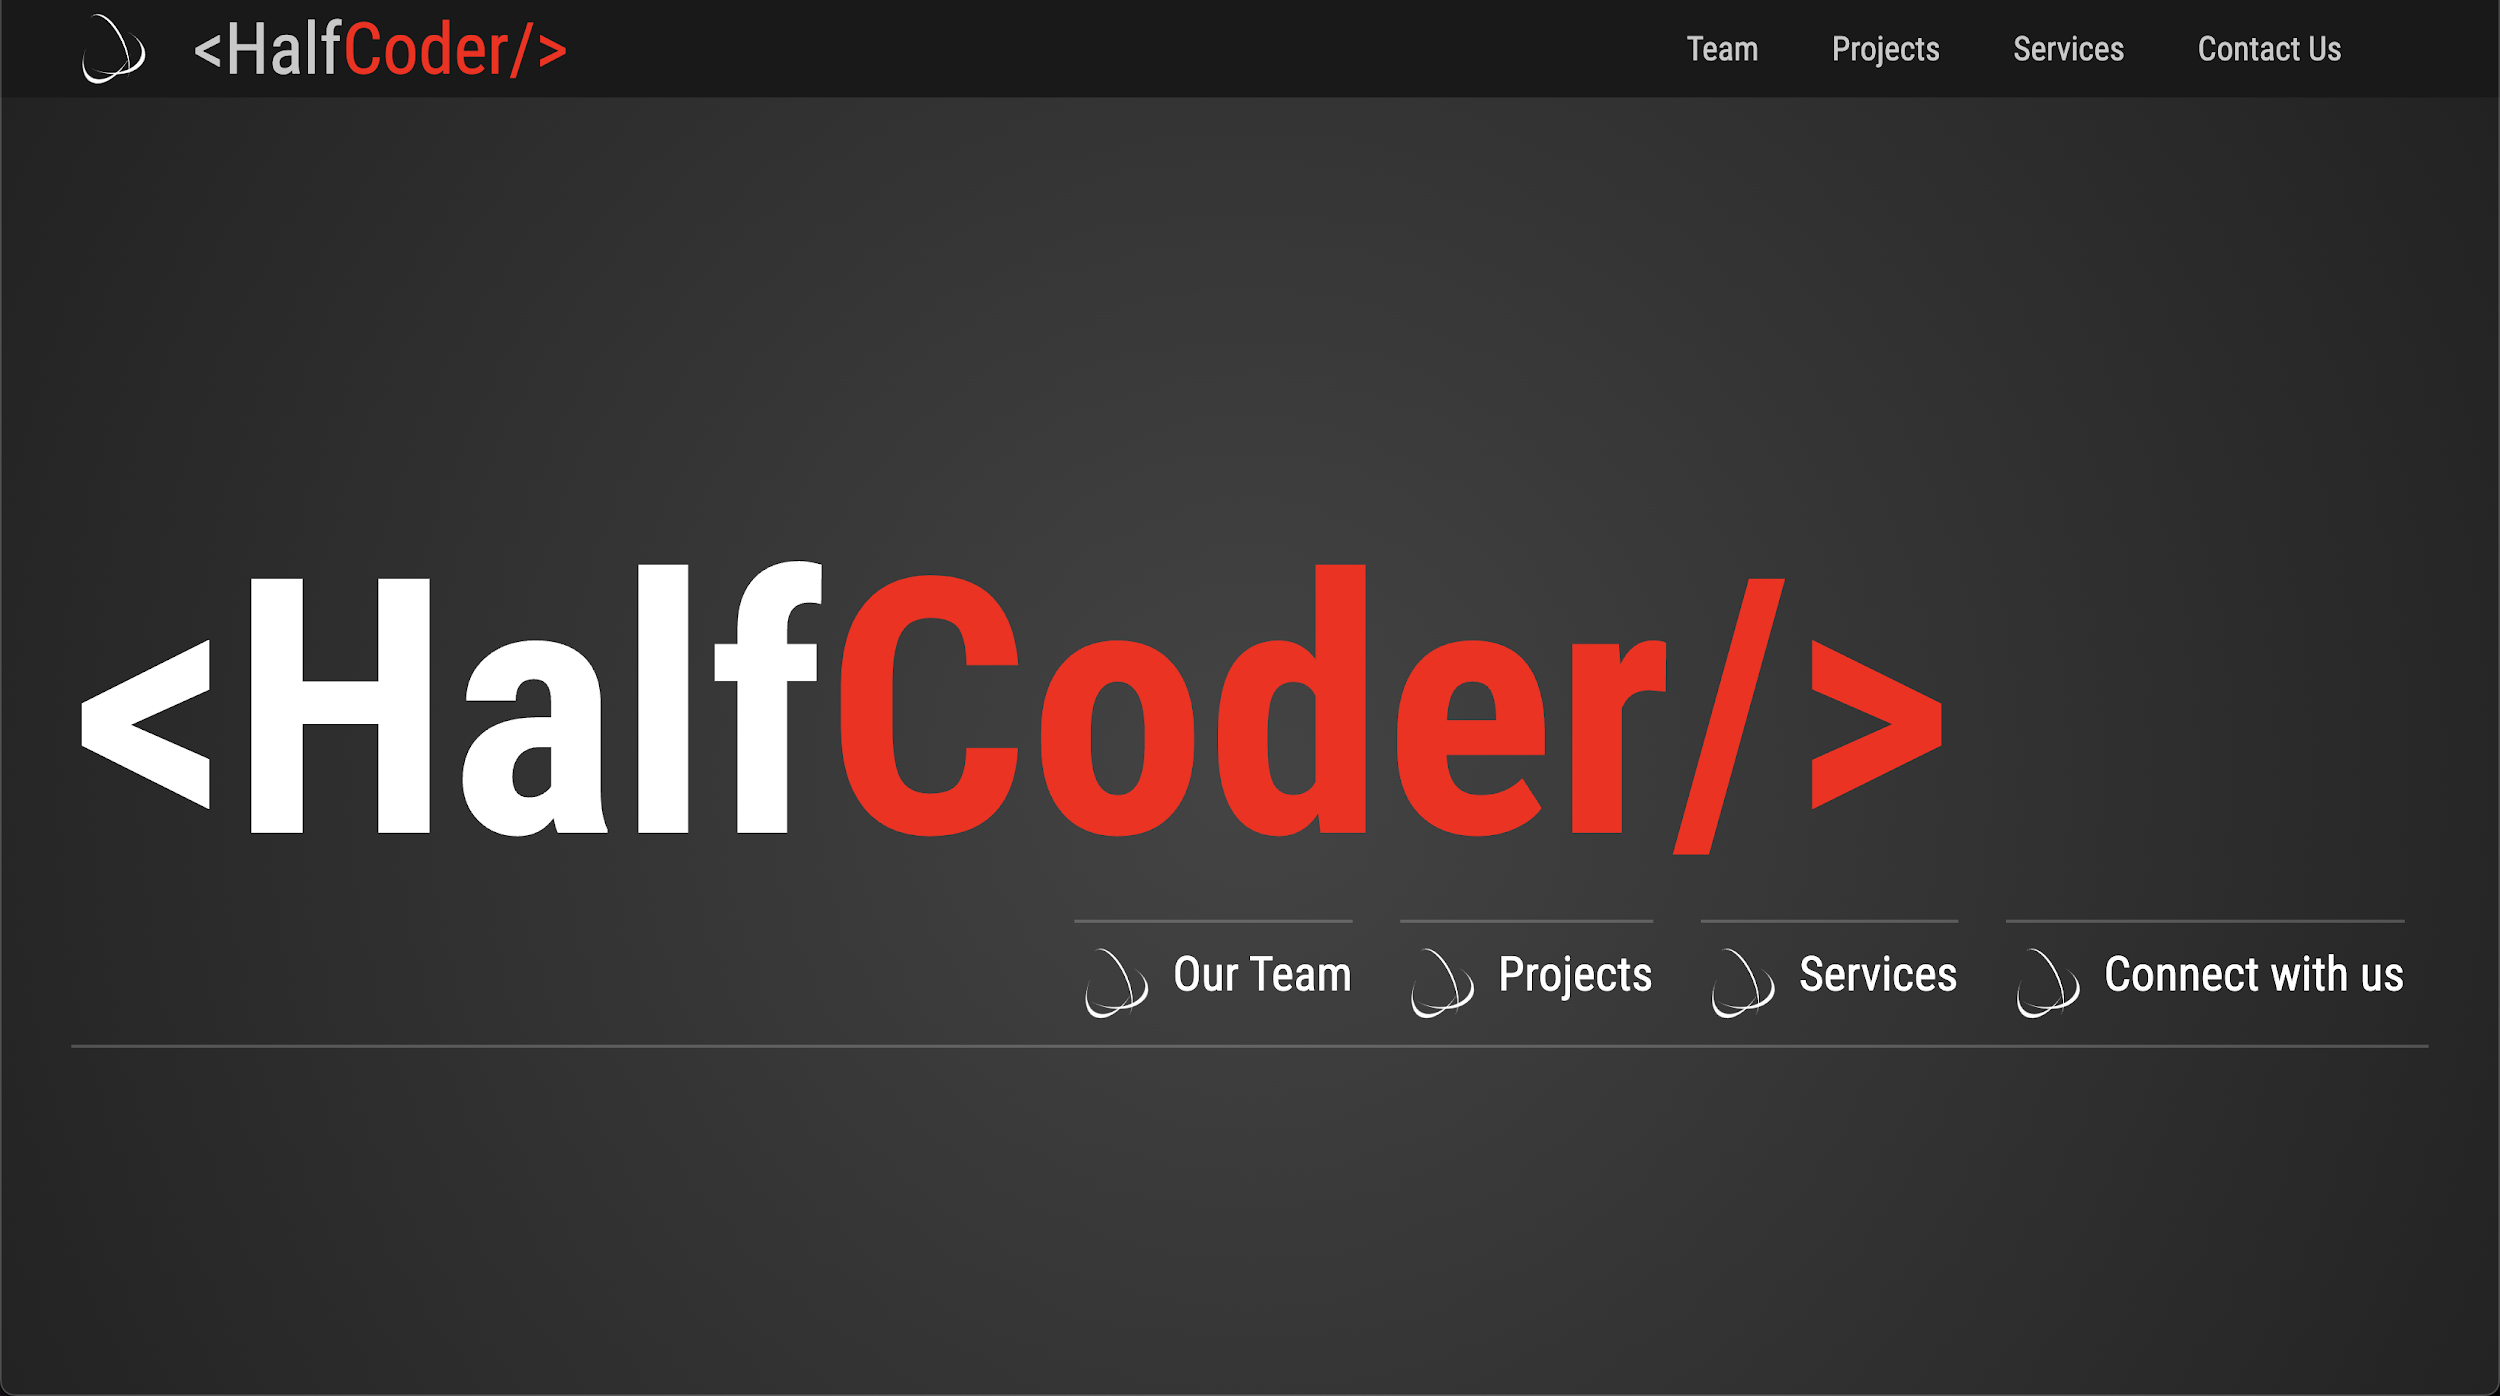 <HalfCoder/> Team Projects Services Contact Us
<HalfCoder/>
Our Team Projects Services Connect with us